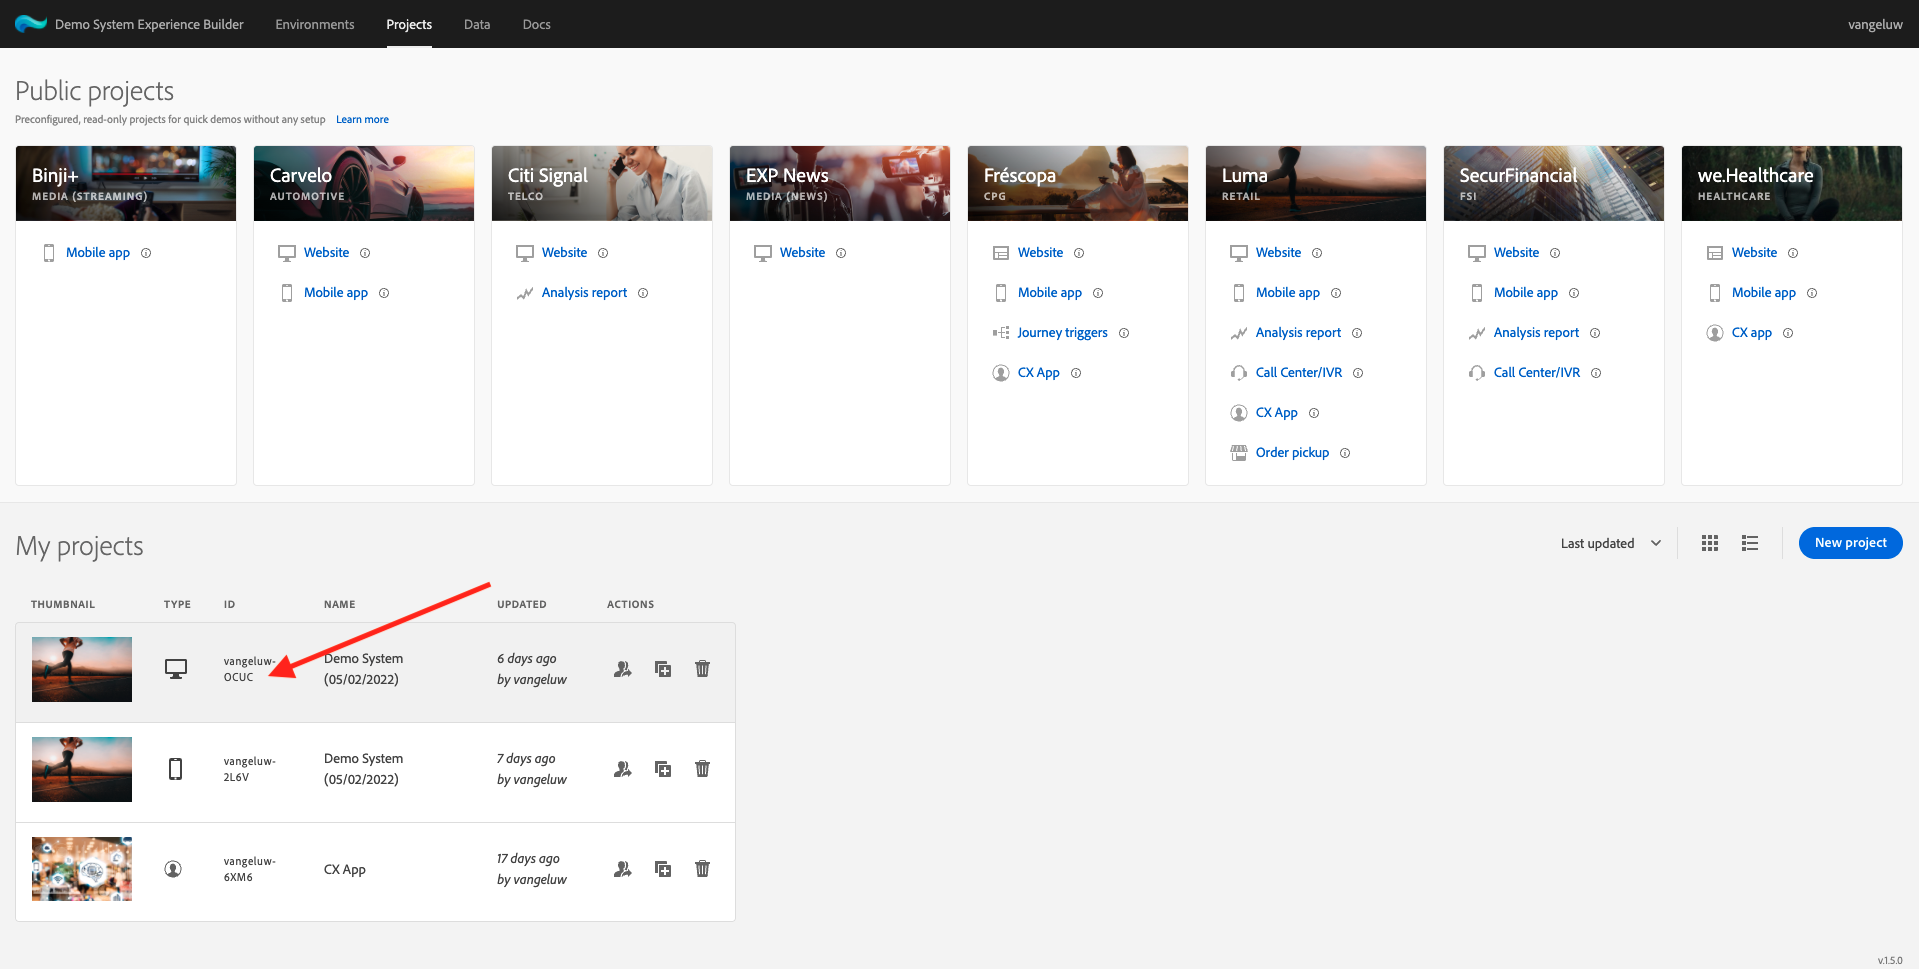 Demo System Experience Builder
Environments
Projects
Data
Docs
vangeluw
Public projects
Preconfigured, read-only projects for quick demos without any setup Learn more
Binji+
MEDIA (STREAMING)
Mobile app
Carvelo
AUTOMOTIVE
Website
Mobile app
Citi Signal
TELCO
Website
Analysis report
EXP News
MEDIA (NEWS)
Website
Fréscopa
CPG
Website
Mobile app
Journey triggers
CX App
Luma
RETAIL
Website
Mobile app
Analysis report
Call Center/IVR
CX App
Order pickup
SecurFinancial
FSI
Website
Mobile app
Analysis report
Call Center/IVR
we.Healthcare
HEALTHCARE
Website
Mobile app
CX app
My projects
Last updated
New project
THUMBNAIL TYPE ID NAME UPDATED ACTIONS
vangeluw-
OCUC
Demo System
(05/02/2022)
6 days ago
by vangeluw
vangeluw-
2L6V
Demo System
(05/02/2022)
7 days ago
by vangeluw
vangeluw-
6XM6
CX App
17 days ago
by vangeluw
v.1.5.0